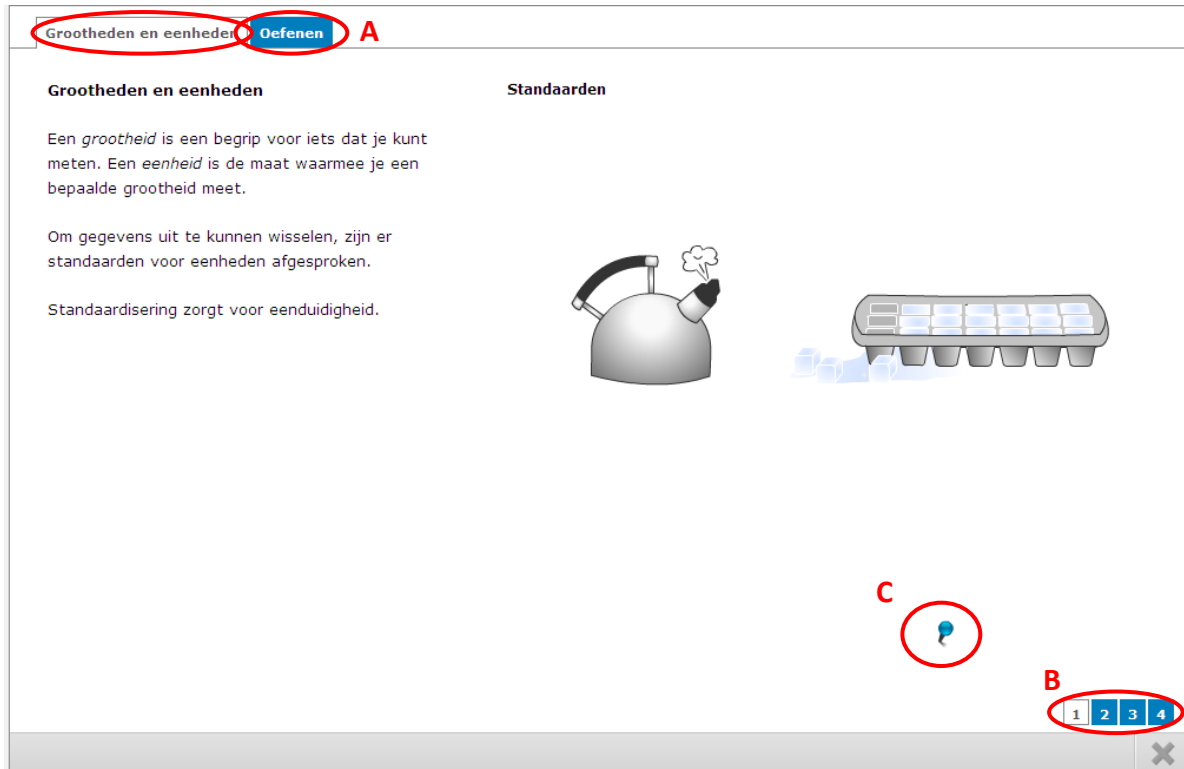 Grootheden en eenheden Oefenen A
Grootheden en eenheden
Een grootheid is een begrip voor iets dat je kunt
meten. Een eenheid is de maat waarmee je een
bepaalde grootheid meet.
Om gegevens uit te kunnen wisselen, zijn er
standaarden voor eenheden afgesproken.
Standaardisering zorgt voor eenduidigheid.
Standaarden
C
B
1 2 3 4